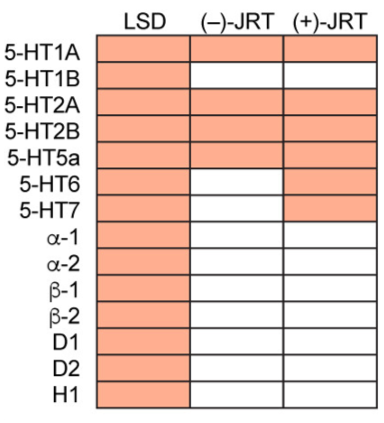 LSD (–)-JRT (+)-JRT
5-HT1A
5-HT1B
5-HT2A
5-HT2B
5-HT5a
5-HT6
5-HT7
α-1
α-2
β-1
β-2
D1
D2
H1